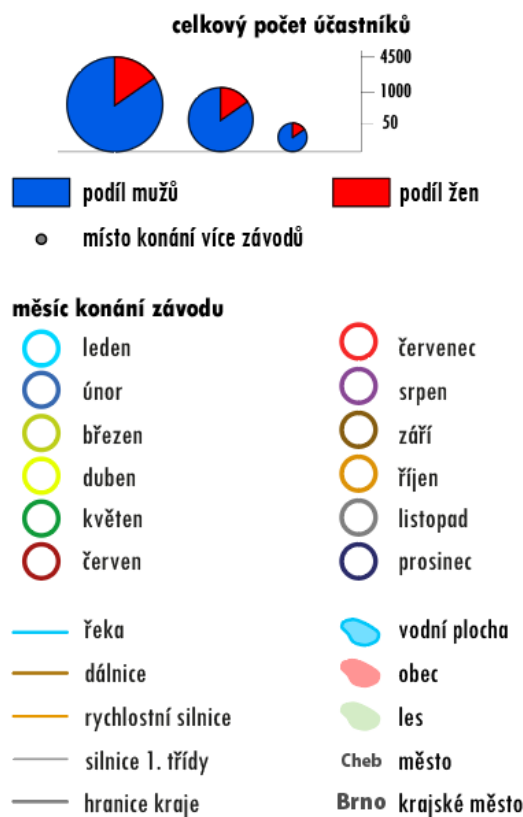 celkový počet účastníků
4500
1000
50
podíl mužů
podíl žen
místo konání více závodů
měsíc konání závodu
leden
červenec
únor
srpen
březen
září
duben
říjen
květen
listopad
červen
prosinec
řeka
vodní plocha
dálnice
obec
rychlostní silnice
les
silnice 1. třídy
Cheb město
hranice kraje
Brno krajské město